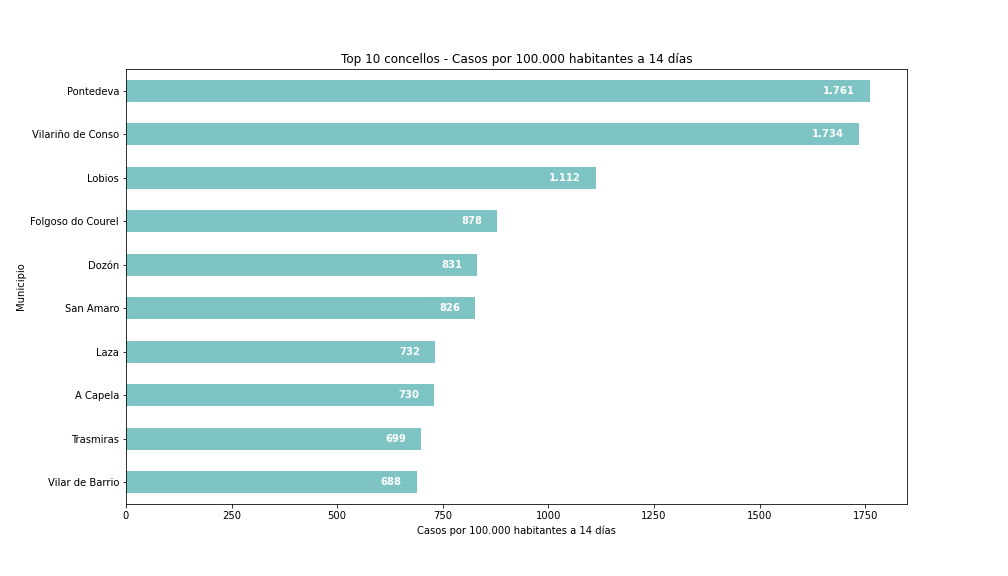 Top 10 concellos - Casos por 100.000 habitantes a 14 días
Municipio
Pontedeva 1.761
Vilariño de Conso 1.734
Lobios 1.112
Folgoso do Courel 878
Dozón 831
San Amaro 826
Laza 732
A Capela 730
Trasmiras 699
Vilar de Barrio 688
0 250 500 750 1000 1250 1500 1750
Casos por 100.000 habitantes a 14 días